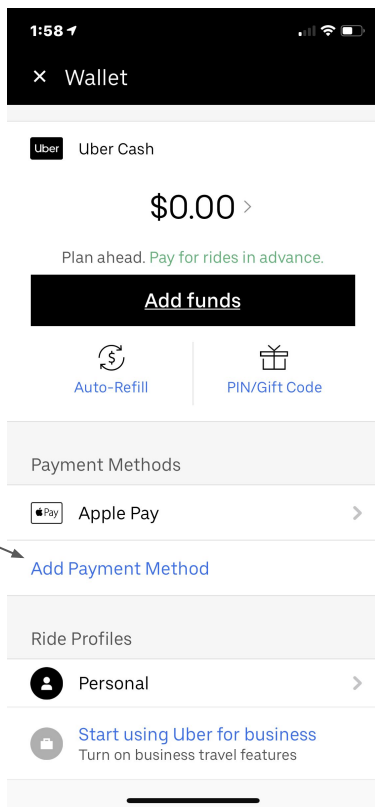 1:58
Wallet
Uber Uber Cash
$0.00
Plan ahead. Pay for rides in advance.
Add funds
Auto-Refill PIN/Gift Code
Payment Methods
Pay Apple Pay
Add Payment Method
Ride Profiles
Personal
Start using Uber for business
Turn on business travel features